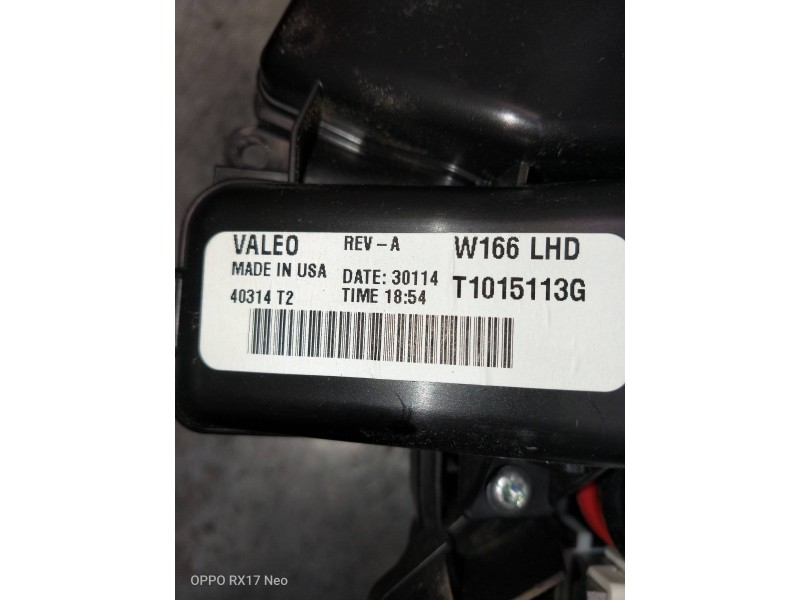 VALEO REV-A W166 LHD
MADE IN USA DATE: 30114 T1015113G
40314 T2 TIME 18:54
OPPO RX17 Neo